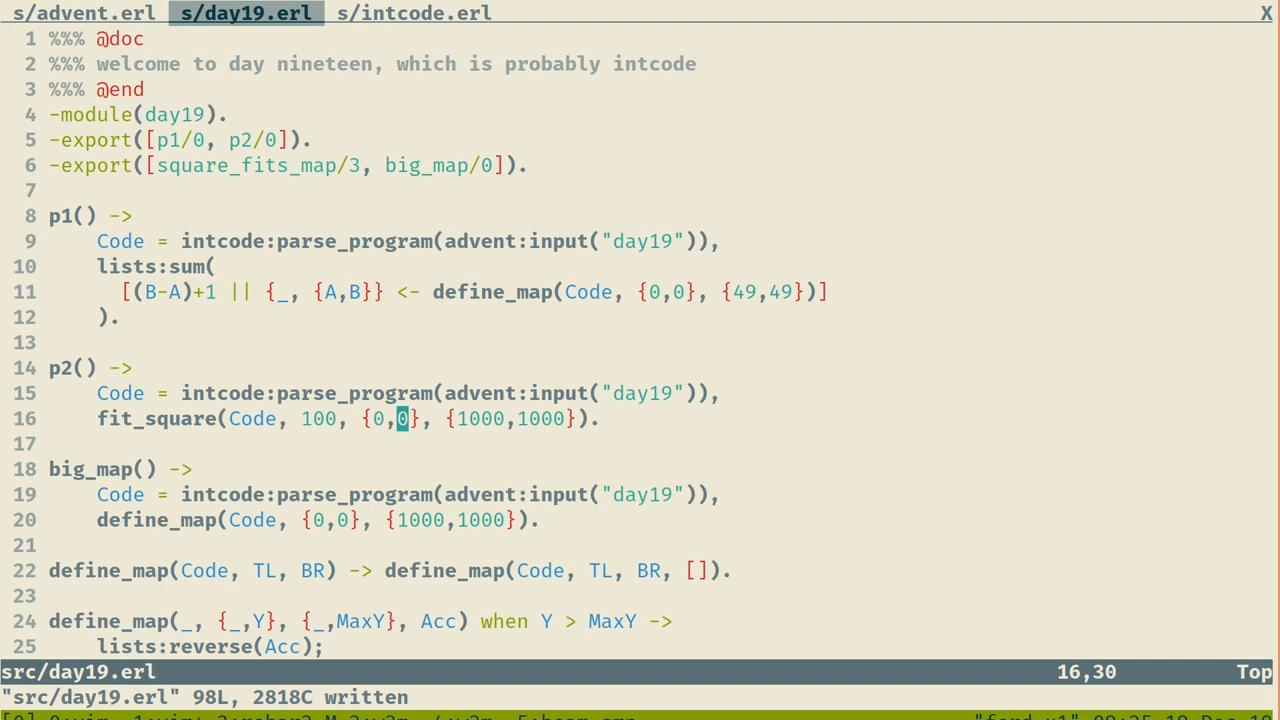 s/advent.erl  s/day19.erl  s/intcode.erl  X
1 %%% @doc
2 %%% welcome to day nineteen, which is probably intcode
3 %%% @end
4 -module(day19).
5 -export([p1/0, p2/0]).
6 -export([square_fits_map/3, big_map/0]).
7
8 p1() ->
9     Code = intcode:parse_program(advent:input("day19")),
10     lists:sum(
11       [(B-A)+1 || {_, {A,B}} <- define_map(Code, {0,0}, {49,49})]
12     ).
13
14 p2() ->
15     Code = intcode:parse_program(advent:input("day19")),
16     fit_square(Code, 100, {0,0}, {1000,1000}).
17
18 big_map() ->
19     Code = intcode:parse_program(advent:input("day19")),
20     define_map(Code, {0,0}, {1000,1000}).
21
22 define_map(Code, TL, BR) -> define_map(Code, TL, BR, []).
23
24 define_map(_, {_,Y}, {_,MaxY}, Acc) when Y > MaxY ->
25     lists:reverse(Acc);
src/day19.erl 16,30 Top
"src/day19.erl" 98L, 2818C written